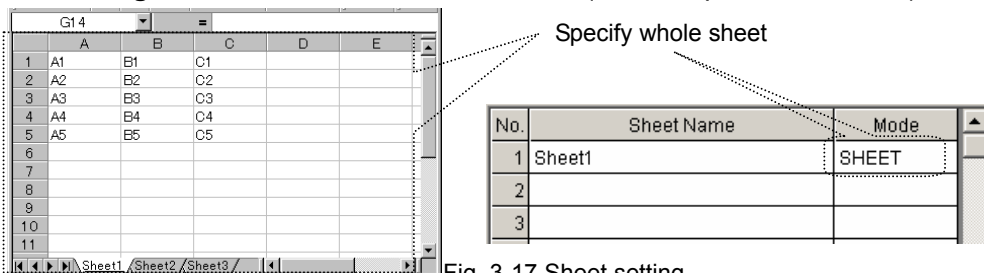 G14 =
A B C D E
1 A1 B1 C1
2 A2 B2 C2
3 A3 B3 C3
4 A4 B4 C4
5 A5 B5 C5
6
7
8
9
10
11
Sheet1 Sheet2 Sheet3
Specify whole sheet
No. Sheet Name Mode
1 Sheet1 SHEET
2
3
Fig. 3-17 Sheet setting